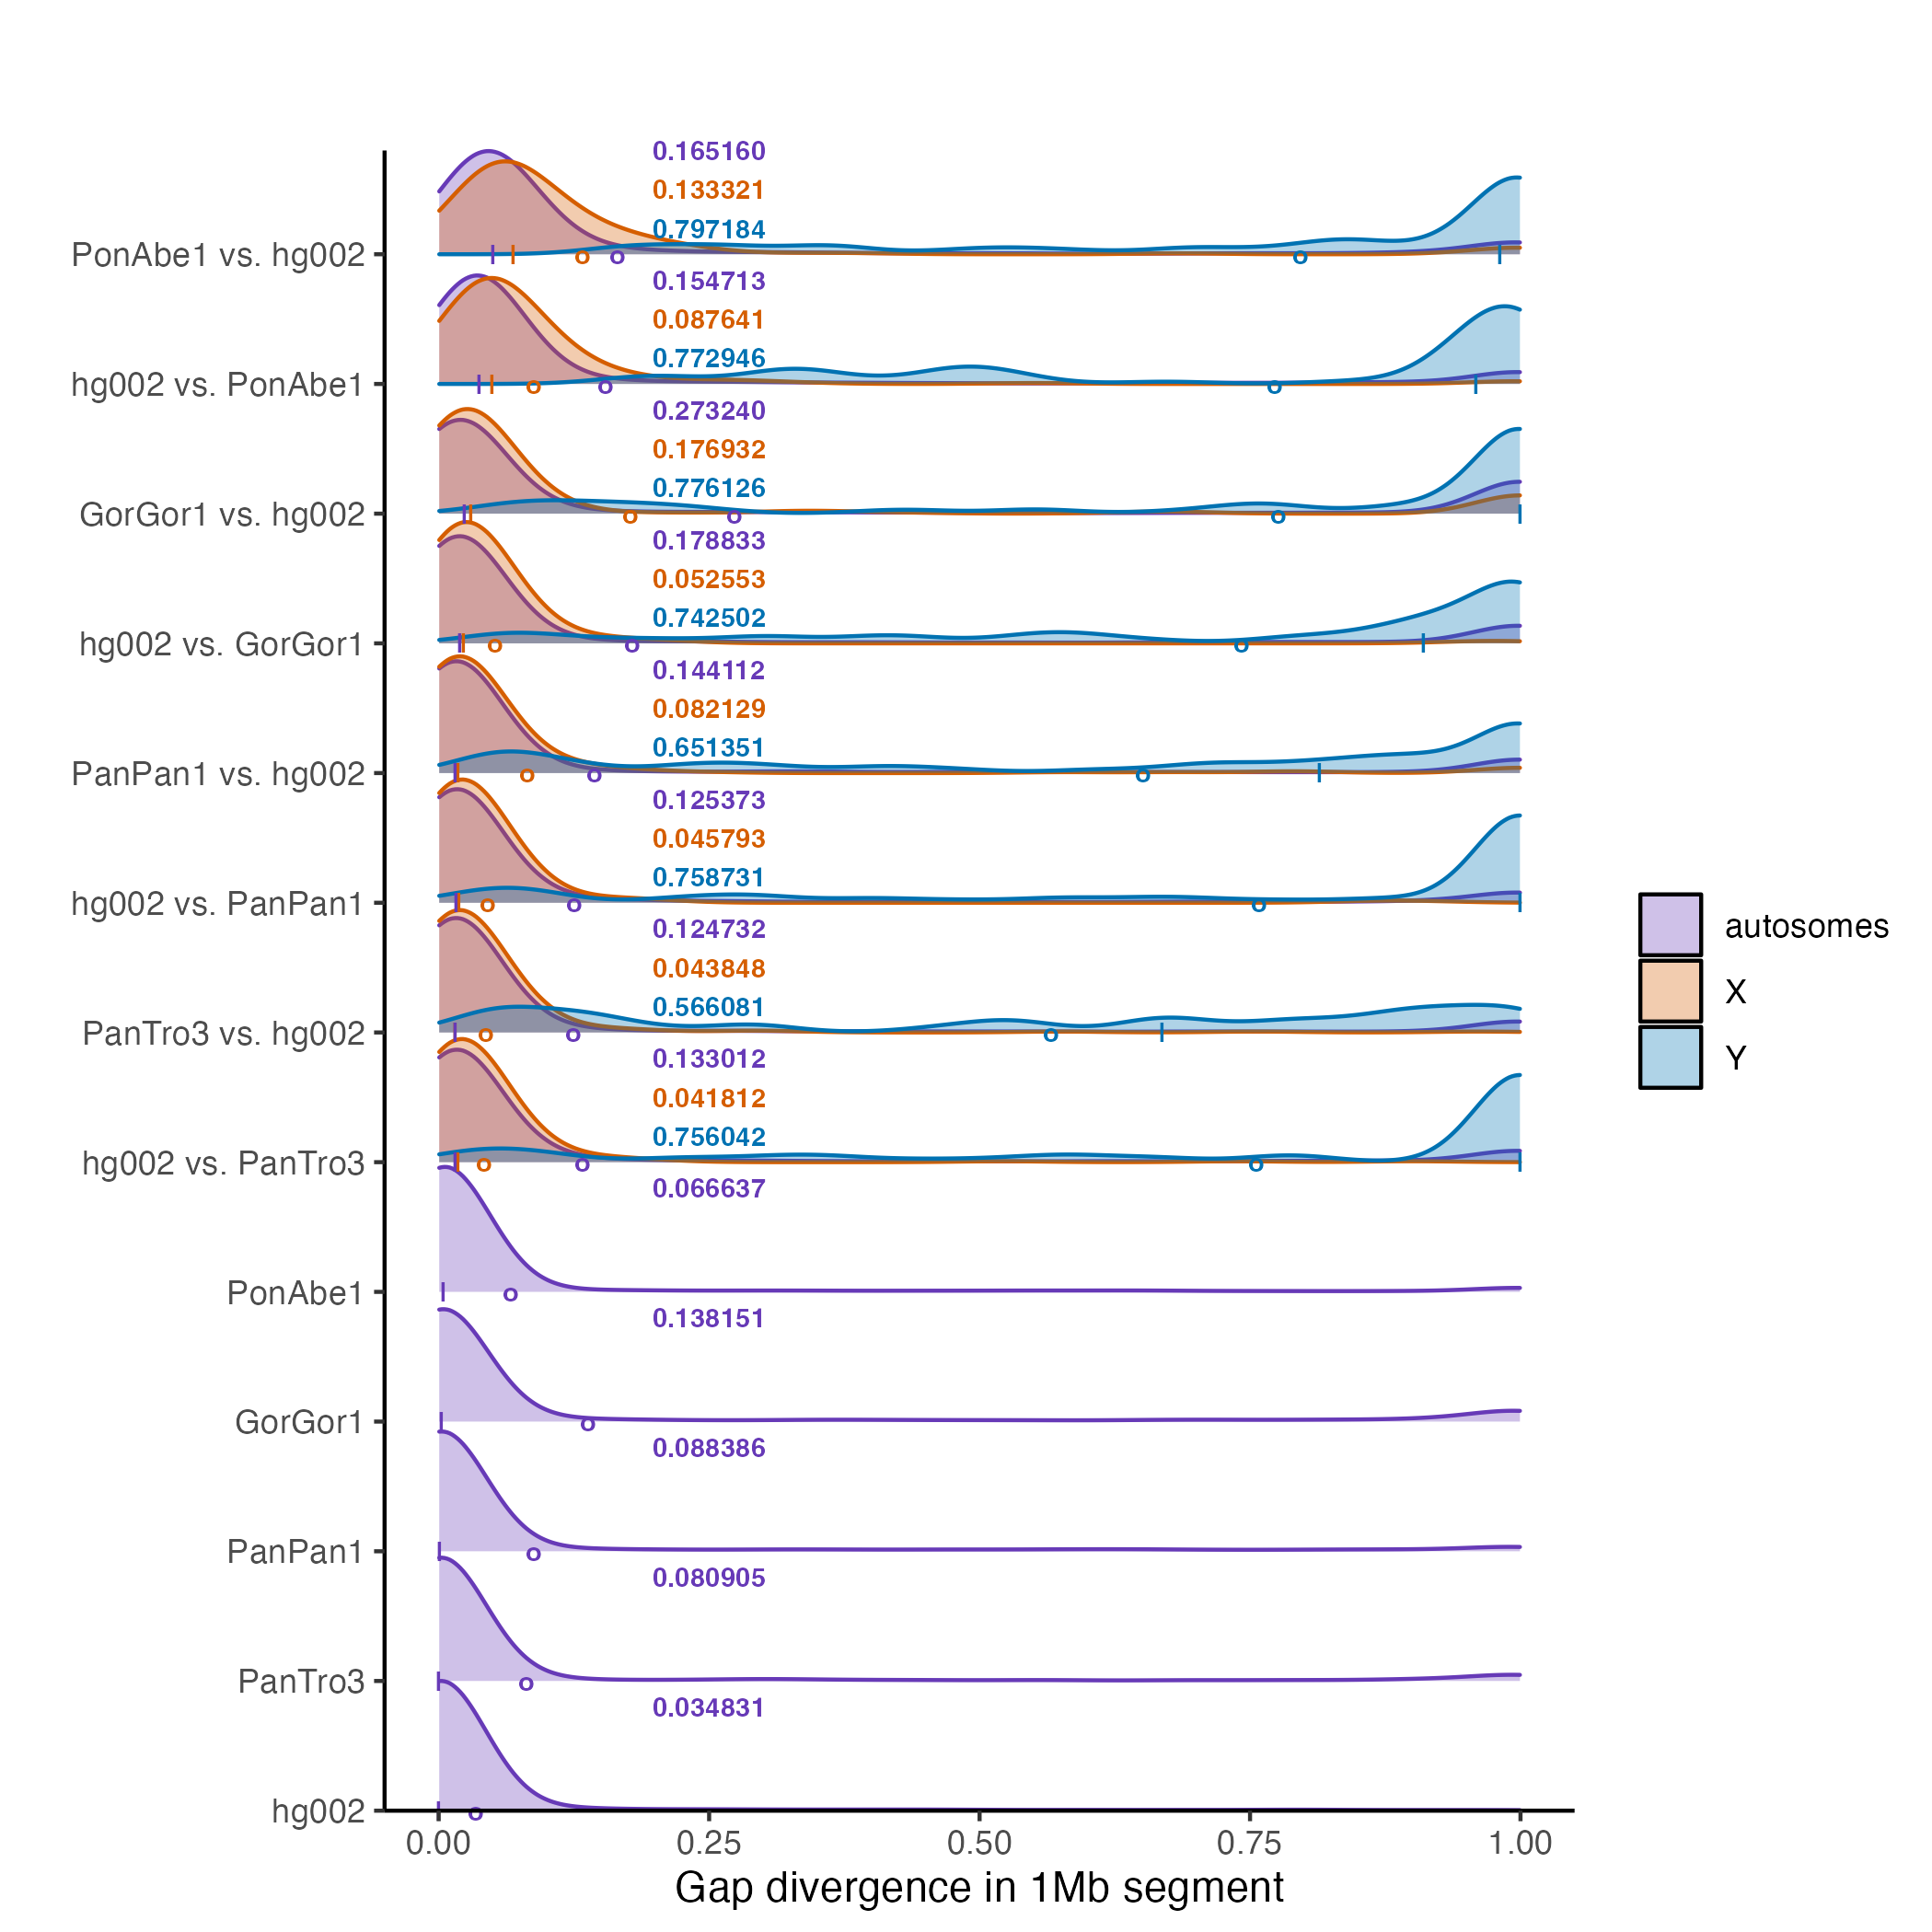 0.165160
0.133321
0.797184
PonAbe1 vs. hg002
0.154713
0.087641
0.772946
hg002 vs. PonAbe1
0.273240
0.176932
0.776126
GorGor1 vs. hg002
0.178833
0.052553
0.742502
hg002 vs. GorGor1
0.144112
0.082129
0.651351
PanPan1 vs. hg002
0.125373
0.045793
0.758731
hg002 vs. PanPan1
0.124732
0.043848
0.566081
PanTro3 vs. hg002
0.133012
0.041812
0.756042
hg002 vs. PanTro3
0.066637
PonAbe1
0.138151
GorGor1
0.088386
PanPan1
0.080905
PanTro3
0.034831
hg002
0.00 0.25 0.50 0.75 1.00
Gap divergence in 1Mb segment
autosomes
X
Y